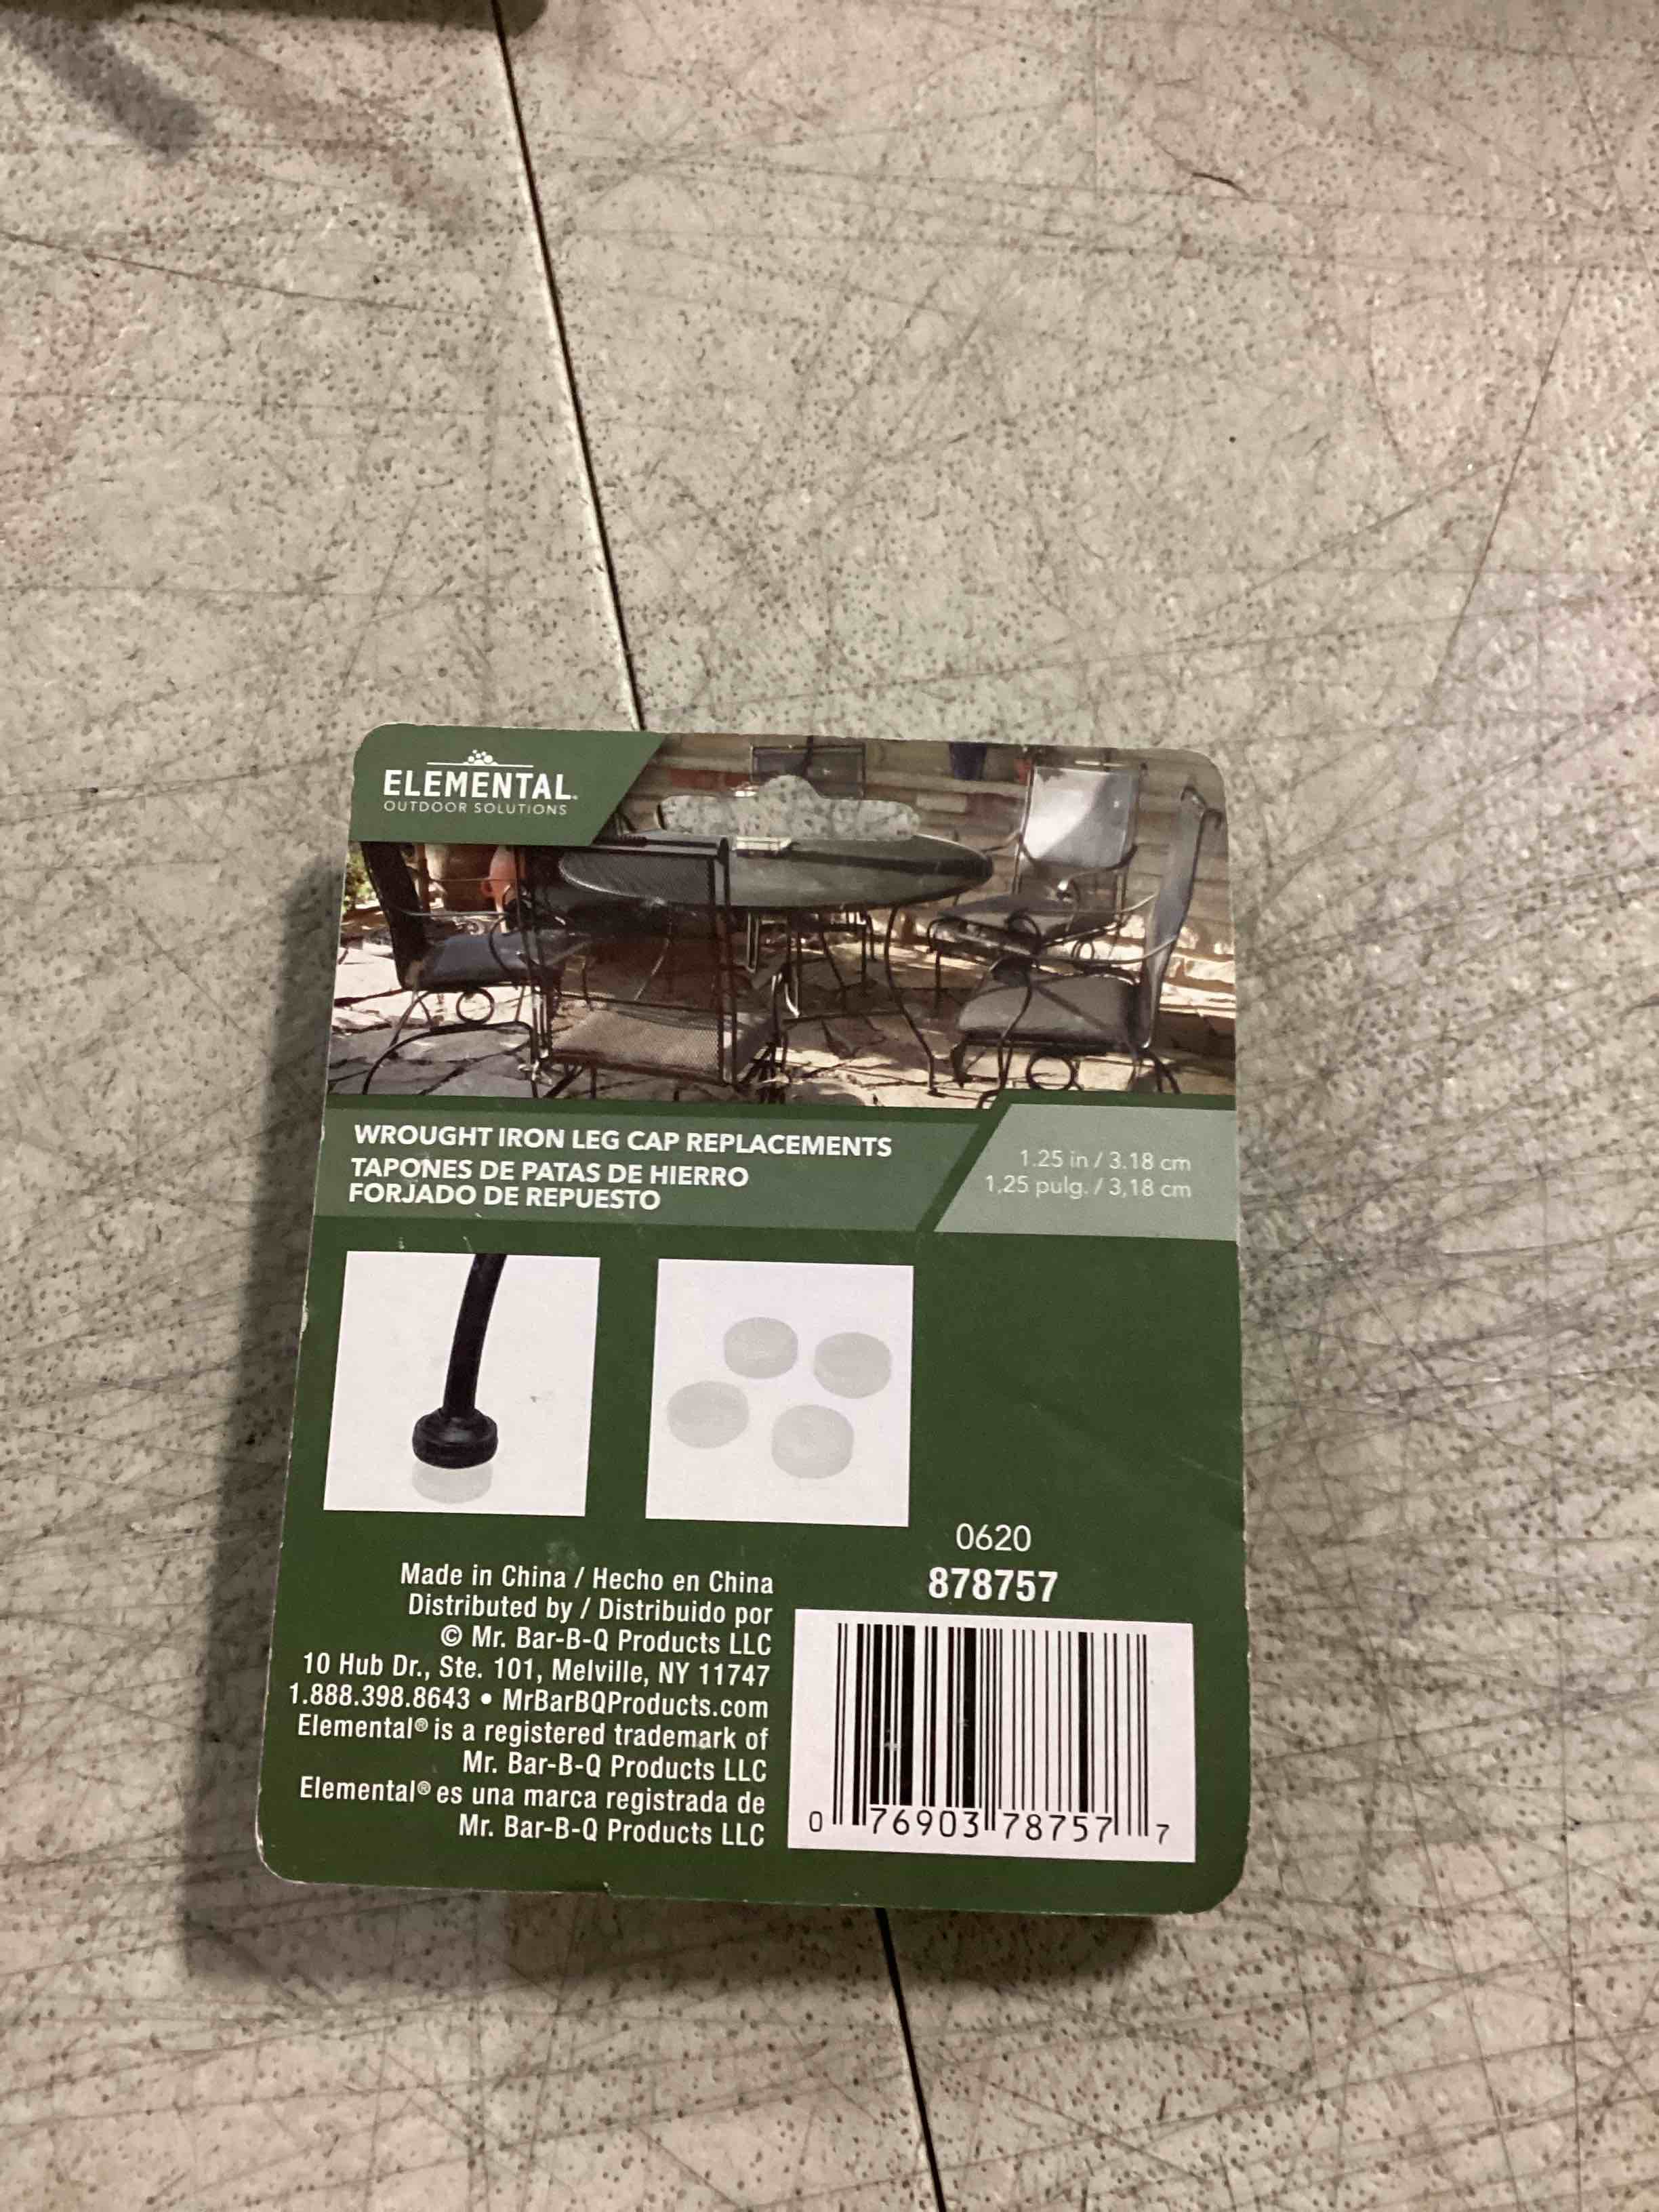 ELEMENTAL®
OUTDOOR SOLUTIONS
WROUGHT IRON LEG CAP REPLACEMENTS
TAPONES DE PATAS DE HIERRO
FORJADO DE REPUESTO
1.25 in / 3.18 cm
1,25 pulg. / 3,18 cm
0620
878757
Made in China / Hecho en China
Distributed by / Distribuido por
© Mr. Bar-B-Q Products LLC
10 Hub Dr., Ste. 101, Melville, NY 11747
1.888.398.8643 • MrBarBQProducts.com
Elemental® is a registered trademark of
Mr. Bar-B-Q Products LLC
Elemental® es una marca registrada de
Mr. Bar-B-Q Products LLC
0 76903 78757 7